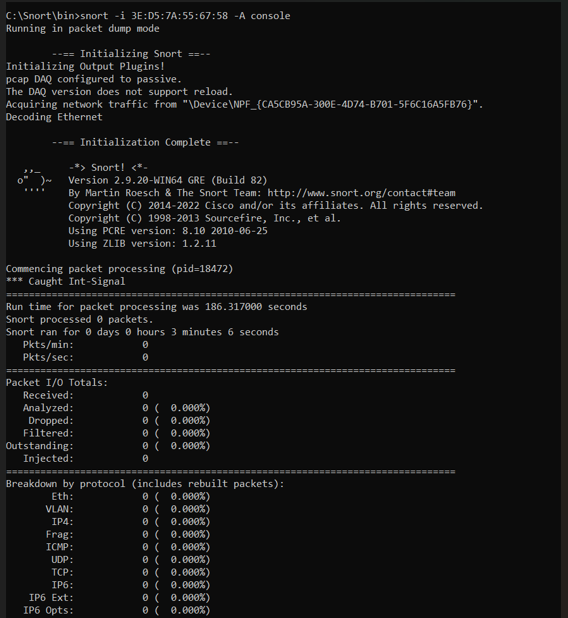 C:\Snort\bin>snort -i 3E:D5:7A:55:67:58 -A console
Running in packet dump mode
--== Initializing Snort ==--
Initializing Output Plugins!
pcap DAQ configured to passive.
The DAQ version does not support reload.
Acquiring network traffic from "\Device\NPF_{CA5CB95A-300E-4D74-B701-5F6C16A5FB76}".
Decoding Ethernet
--== Initialization Complete ==--
,,_ -*> Snort! <*-
o" )~ Version 2.9.20-WIN64 GRE (Build 82)
'''' By Martin Roesch & The Snort Team: http://www.snort.org/contact#team
Copyright (C) 2014-2022 Cisco and/or its affiliates. All rights reserved.
Copyright (C) 1998-2013 Sourcefire, Inc., et al.
Using PCRE version: 8.10 2010-06-25
Using ZLIB version: 1.2.11
Commencing packet processing (pid=18472)
*** Caught Int-Signal
===============================================================================
Run time for packet processing was 186.317000 seconds
Snort processed 0 packets.
Snort ran for 0 days 0 hours 3 minutes 6 seconds
Pkts/min: 0
Pkts/sec: 0
===============================================================================
Packet I/O Totals:
Received: 0
Analyzed: 0 ( 0.000%)
Dropped: 0 ( 0.000%)
Filtered: 0 ( 0.000%)
Outstanding: 0 ( 0.000%)
Injected: 0
===============================================================================
Breakdown by protocol (includes rebuilt packets):
Eth: 0 ( 0.000%)
VLAN: 0 ( 0.000%)
IP4: 0 ( 0.000%)
Frag: 0 ( 0.000%)
ICMP: 0 ( 0.000%)
UDP: 0 ( 0.000%)
TCP: 0 ( 0.000%)
IP6: 0 ( 0.000%)
IP6 Ext: 0 ( 0.000%)
IP6 Opts: 0 ( 0.000%)